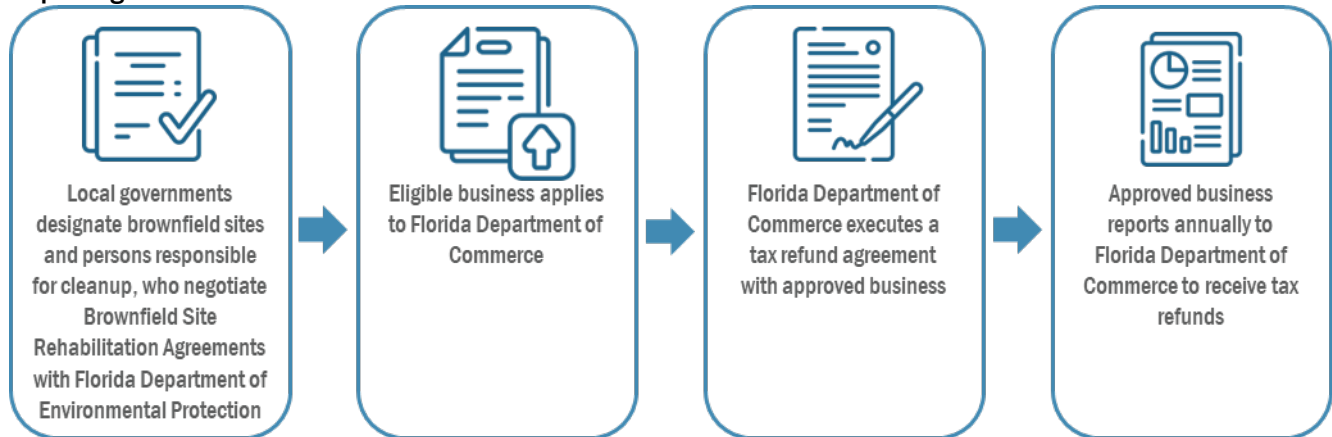 Local governments
designate brownfield sites
and persons responsible
for cleanup, who negotiate
Brownfield Site
Rehabilitation Agreements
with Florida Department of
Environmental Protection
Eligible business applies
to Florida Department of
Commerce
Florida Department of
Commerce executes a
tax refund agreement
with approved business
Approved business
reports annually to
Florida Department of
Commerce to receive tax
refunds